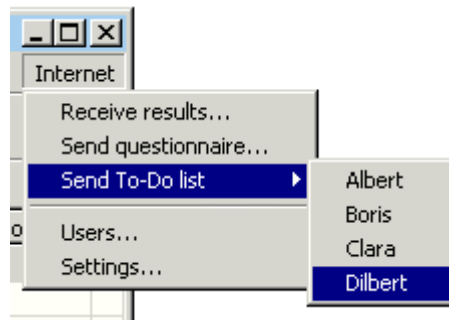 Internet
Receive results...
Send questionnaire...
Send To-Do list
Users...
Settings...
Albert
Boris
Clara
Dilbert